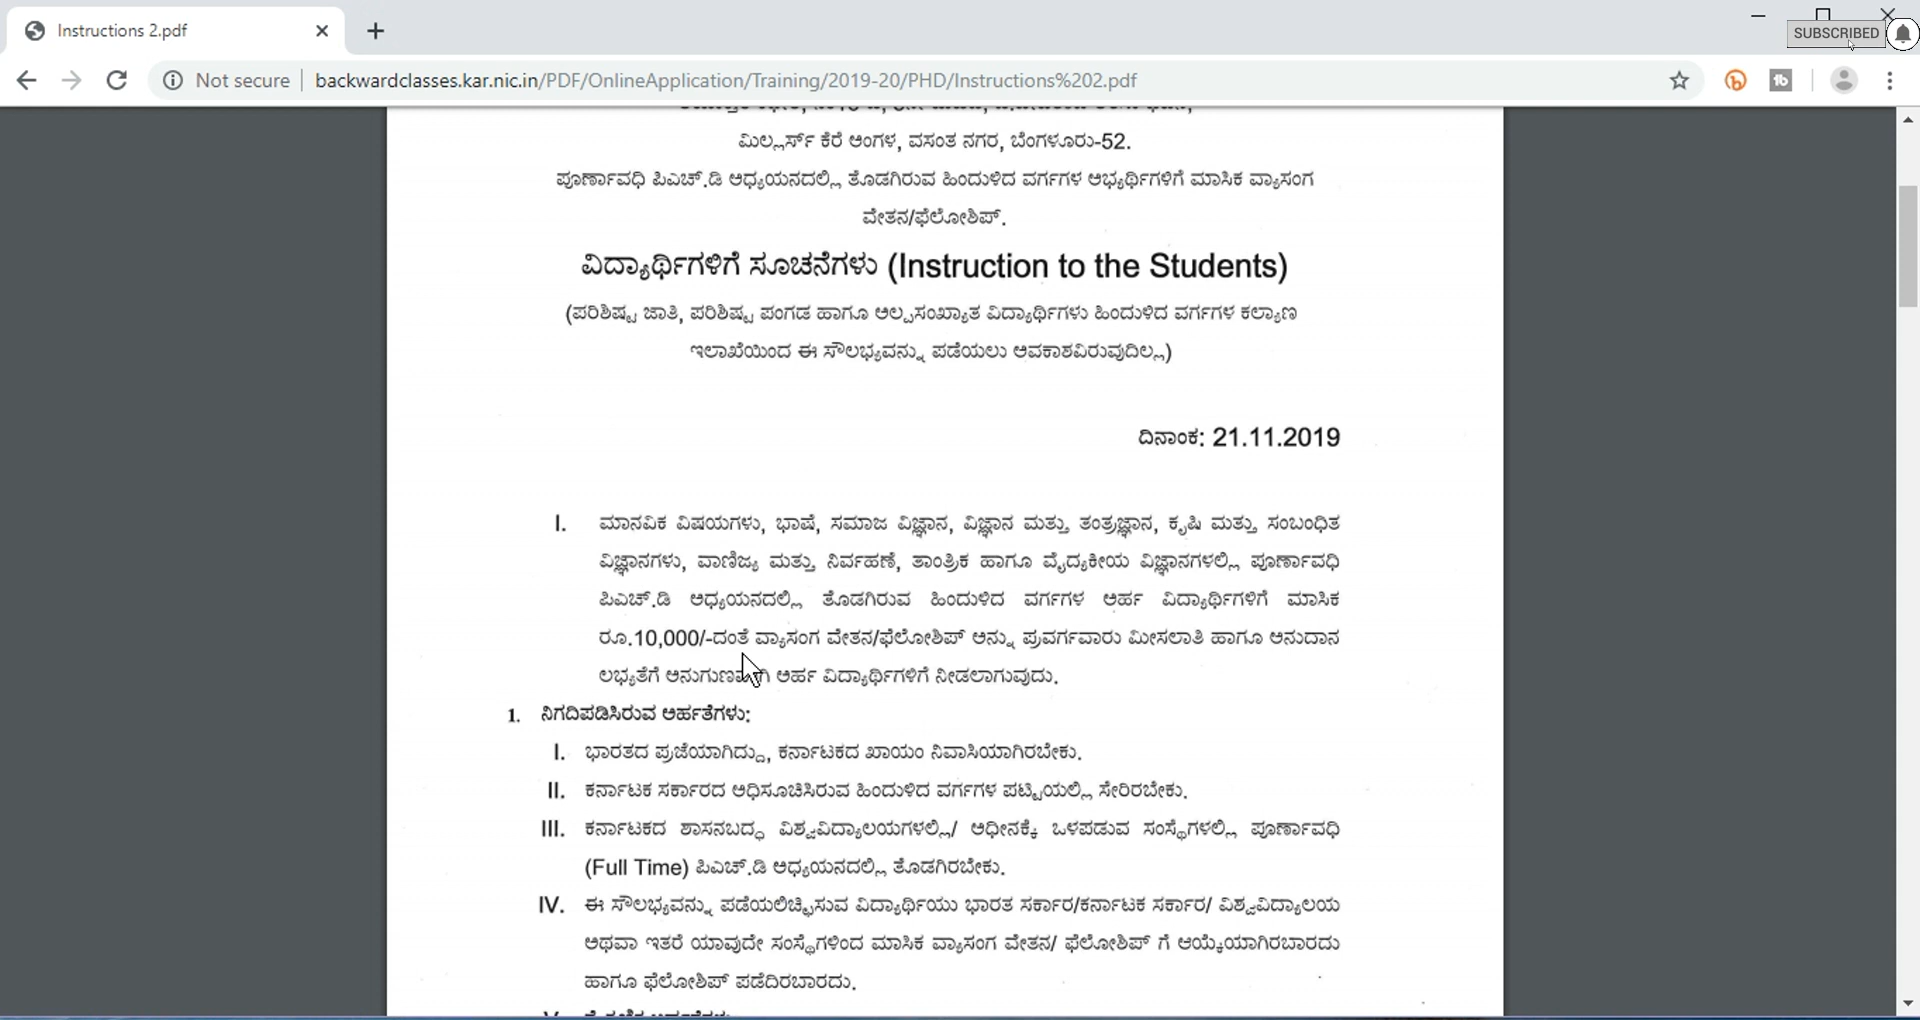 Instructions 2.pdf
SUBSCRIBED
Not secure
backwardclasses.kar.nic.in/PDF/OnlineApplication/Training/2019-20/PHD/Instructions%202.pdf
ಮಿಲ್ಲರ್ಸ್ ಕೆರೆ ಅಂಗಳ, ವಸಂತ ನಗರ, ಬೆಂಗಳೂರು-52.
ಪೂರ್ಣಾವಧಿ ಪಿಎಚ್.ಡಿ ಅಧ್ಯಯನದಲ್ಲಿ ತೊಡಗಿರುವ ಹಿಂದುಳಿದ ವರ್ಗಗಳ ಅಭ್ಯರ್ಥಿಗಳಿಗೆ ಮಾಸಿಕ ವ್ಯಾಸಂಗ
ವೇತನ/ಫೆಲೋಶಿಪ್.
ವಿದ್ಯಾರ್ಥಿಗಳಿಗೆ ಸೂಚನೆಗಳು (Instruction to the Students)
(ಪರಿಶಿಷ್ಟ ಜಾತಿ, ಪರಿಶಿಷ್ಟ ಪಂಗಡ ಹಾಗೂ ಅಲ್ಪಸಂಖ್ಯಾತ ವಿದ್ಯಾರ್ಥಿಗಳು ಹಿಂದುಳಿದ ವರ್ಗಗಳ ಕಲ್ಯಾಣ
ಇಲಾಖೆಯಿಂದ ಈ ಸೌಲಭ್ಯವನ್ನು ಪಡೆಯಲು ಅವಕಾಶವಿರುವುದಿಲ್ಲ)
ದಿನಾಂಕ: 21.11.2019
I. ಮಾನವಿಕ ವಿಷಯಗಳು, ಭಾಷೆ, ಸಮಾಜ ವಿಜ್ಞಾನ, ವಿಜ್ಞಾನ ಮತ್ತು ತಂತ್ರಜ್ಞಾನ, ಕೃಷಿ ಮತ್ತು ಸಂಬಂಧಿತ
ವಿಜ್ಞಾನಗಳು, ವಾಣಿಜ್ಯ ಮತ್ತು ನಿರ್ವಹಣೆ, ತಾಂತ್ರಿಕ ಹಾಗೂ ವೈದ್ಯಕೀಯ ವಿಜ್ಞಾನಗಳಲ್ಲಿ ಪೂರ್ಣಾವಧಿ
ಪಿಎಚ್.ಡಿ ಅಧ್ಯಯನದಲ್ಲಿ ತೊಡಗಿರುವ ಹಿಂದುಳಿದ ವರ್ಗಗಳ ಅರ್ಹ ವಿದ್ಯಾರ್ಥಿಗಳಿಗೆ ಮಾಸಿಕ
ರೂ.10,000/-ದಂತೆ ವ್ಯಾಸಂಗ ವೇತನ/ಫೆಲೋಶಿಪ್ ಅನ್ನು ಪ್ರವರ್ಗವಾರು ಮೀಸಲಾತಿ ಹಾಗೂ ಅನುದಾನ
ಲಭ್ಯತೆಗೆ ಅನುಗುಣವಾಗಿ ಅರ್ಹ ವಿದ್ಯಾರ್ಥಿಗಳಿಗೆ ನೀಡಲಾಗುವುದು.
1. ನಿಗದಿಪಡಿಸಿರುವ ಅರ್ಹತೆಗಳು:
I. ಭಾರತದ ಪ್ರಜೆಯಾಗಿದ್ದು, ಕರ್ನಾಟಕದ ಖಾಯಂ ನಿವಾಸಿಯಾಗಿರಬೇಕು.
II. ಕರ್ನಾಟಕ ಸರ್ಕಾರದ ಅಧಿಸೂಚಿಸಿರುವ ಹಿಂದುಳಿದ ವರ್ಗಗಳ ಪಟ್ಟಿಯಲ್ಲಿ ಸೇರಿರಬೇಕು.
III. ಕರ್ನಾಟಕದ ಶಾಸನಬದ್ಧ ವಿಶ್ವವಿದ್ಯಾಲಯಗಳಲ್ಲಿ/ ಅಧೀನಕ್ಕೆ ಒಳಪಡುವ ಸಂಸ್ಥೆಗಳಲ್ಲಿ ಪೂರ್ಣಾವಧಿ
(Full Time) ಪಿಎಚ್.ಡಿ ಅಧ್ಯಯನದಲ್ಲಿ ತೊಡಗಿರಬೇಕು.
IV. ಈ ಸೌಲಭ್ಯವನ್ನು ಪಡೆಯಲಿಚ್ಛಿಸುವ ವಿದ್ಯಾರ್ಥಿಯು ಭಾರತ ಸರ್ಕಾರ/ಕರ್ನಾಟಕ ಸರ್ಕಾರ/ ವಿಶ್ವವಿದ್ಯಾಲಯ
ಅಥವಾ ಇತರೆ ಯಾವುದೇ ಸಂಸ್ಥೆಗಳಿಂದ ಮಾಸಿಕ ವ್ಯಾಸಂಗ ವೇತನ/ ಫೆಲೋಶಿಪ್ ಗೆ ಆಯ್ಕೆಯಾಗಿರಬಾರದು
ಹಾಗೂ ಫೆಲೋಶಿಪ್ ಪಡೆದಿರಬಾರದು.